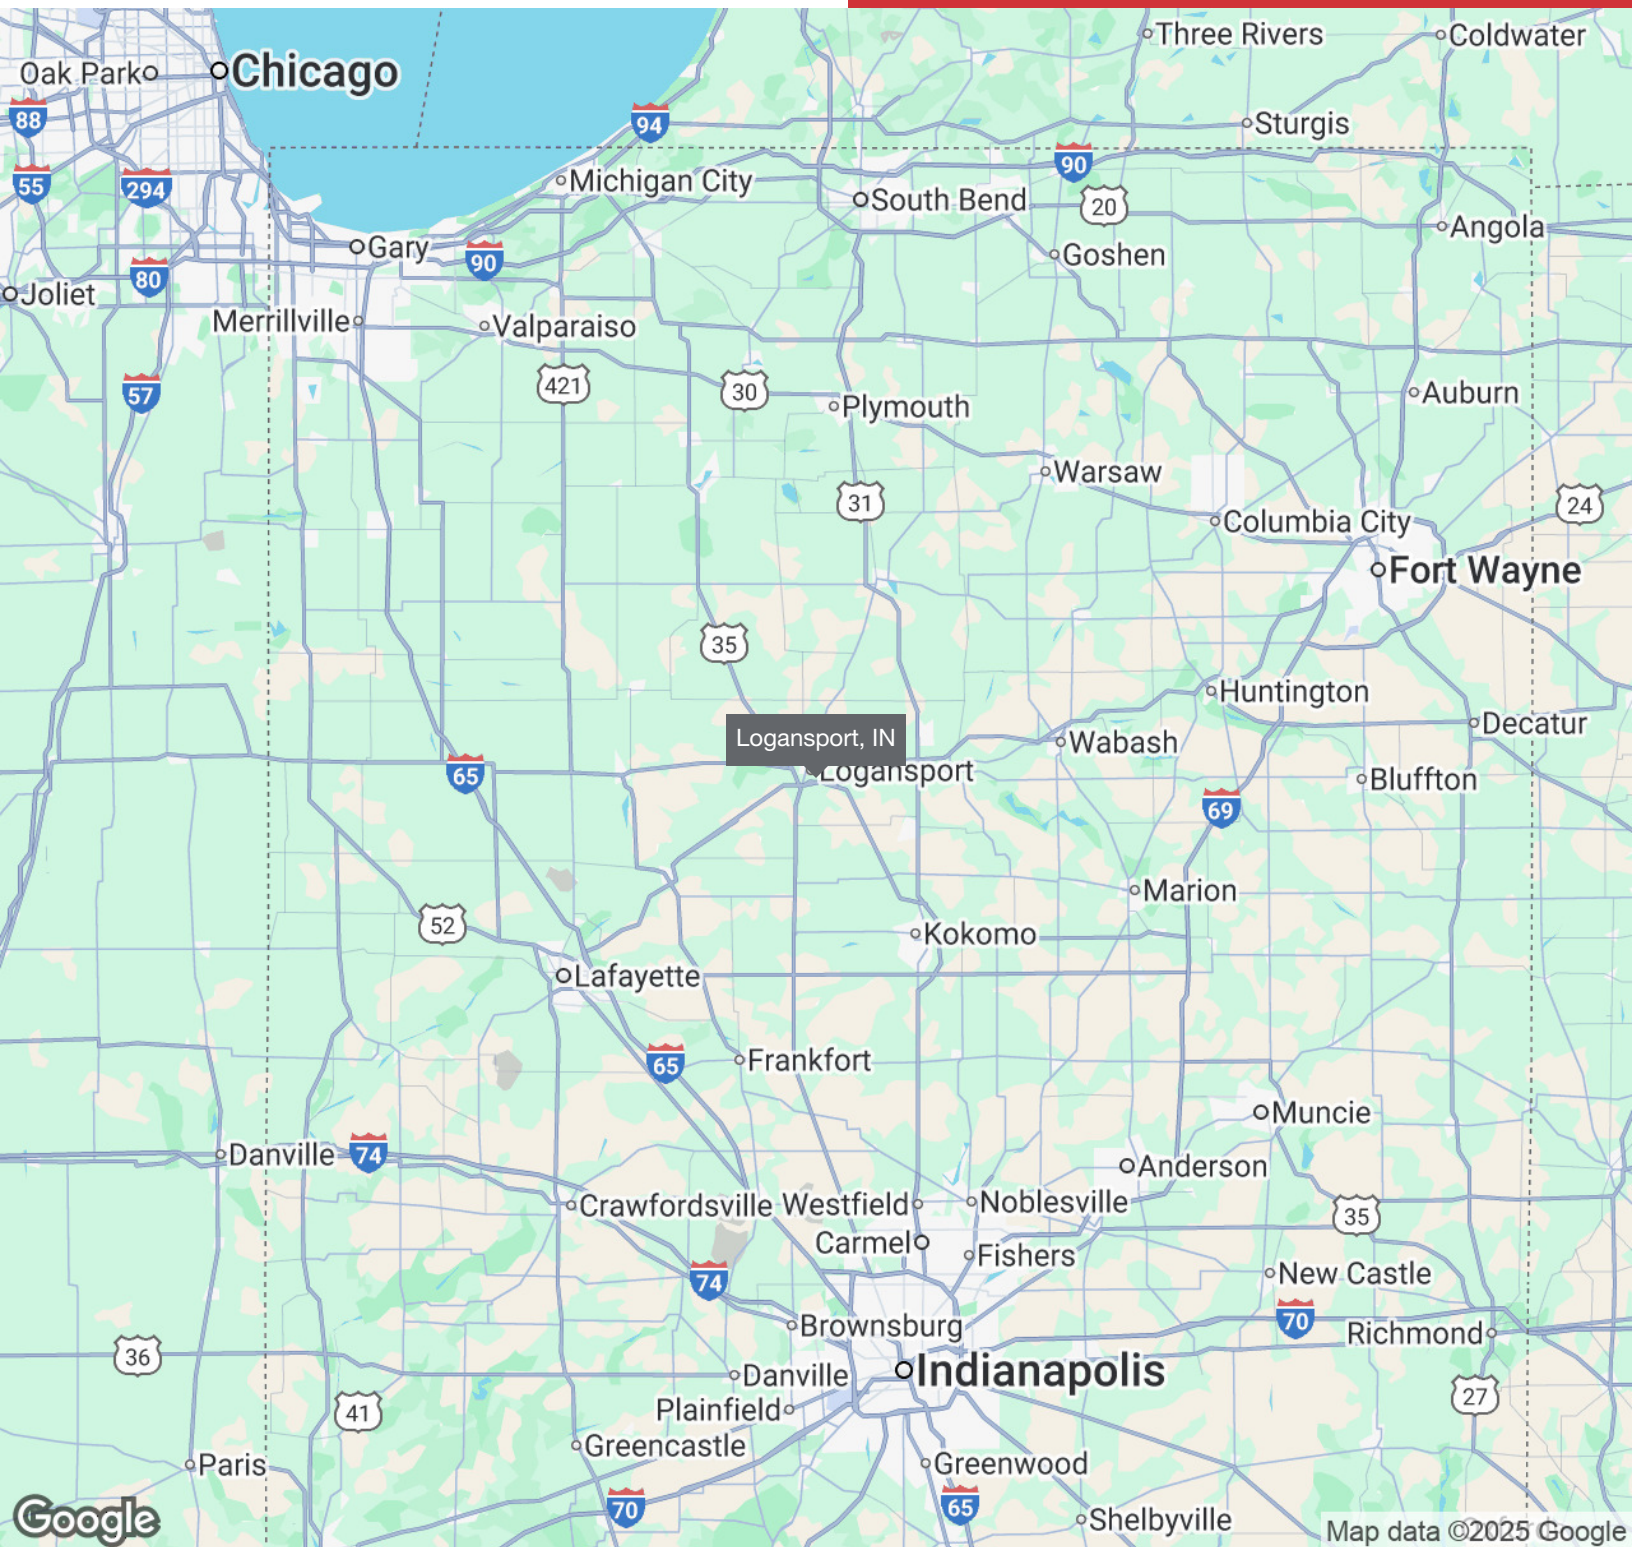 Three Rivers
Coldwater
Oak Park
Chicago
88
94
Sturgis
55
294
90
Michigan City
South Bend
20
Angola
Gary
90
Goshen
80
Joliet
Merrillville
Valparaiso
421
30
57
Auburn
Plymouth
Warsaw
31
24
Columbia City
Fort Wayne
35
Huntington
Decatur
Logansport, IN
Wabash
Logansport
65
Bluffton
69
Marion
52
Kokomo
Lafayette
65
Frankfort
Muncie
Danville
74
Anderson
Crawfordsville
Westfield
Noblesville
35
Carmel
Fishers
74
New Castle
70
Brownsburg
Richmond
36
Indianapolis
Danville
27
41
Plainfield
Greencastle
Paris
Greenwood
70
65
Google
Shelbyville
Map data ©2025 Google